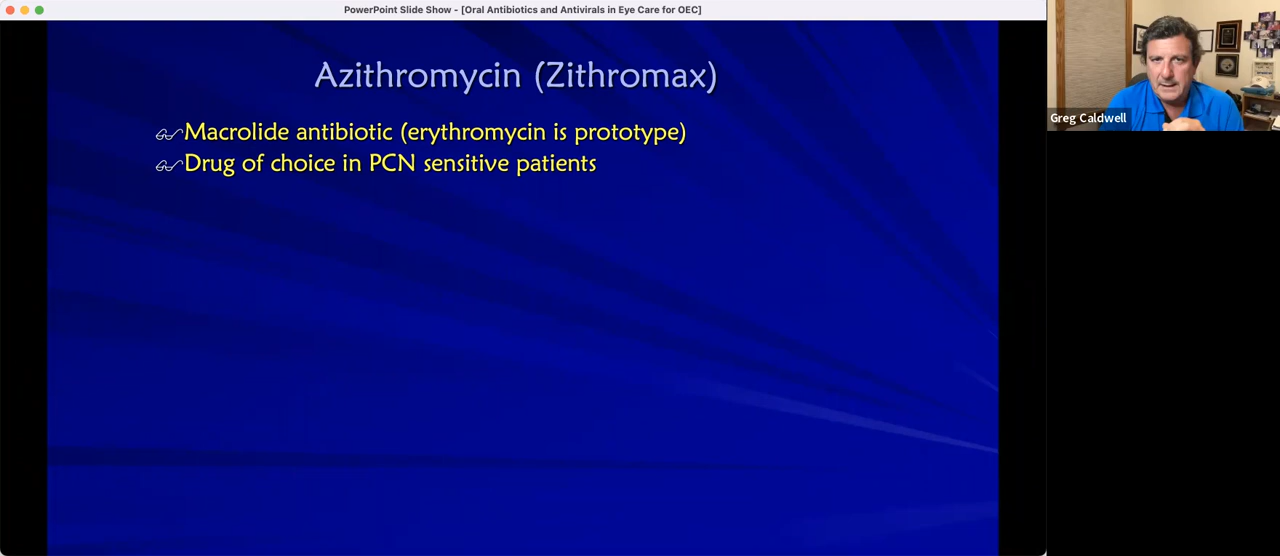 PowerPoint Slide Show - [Oral Antibiotics and Antivirals in Eye Care for OEC]
Azithromycin (Zithromax)
Macrolide antibiotic (erythromycin is prototype)
Drug of choice in PCN sensitive patients
Greg Caldwell